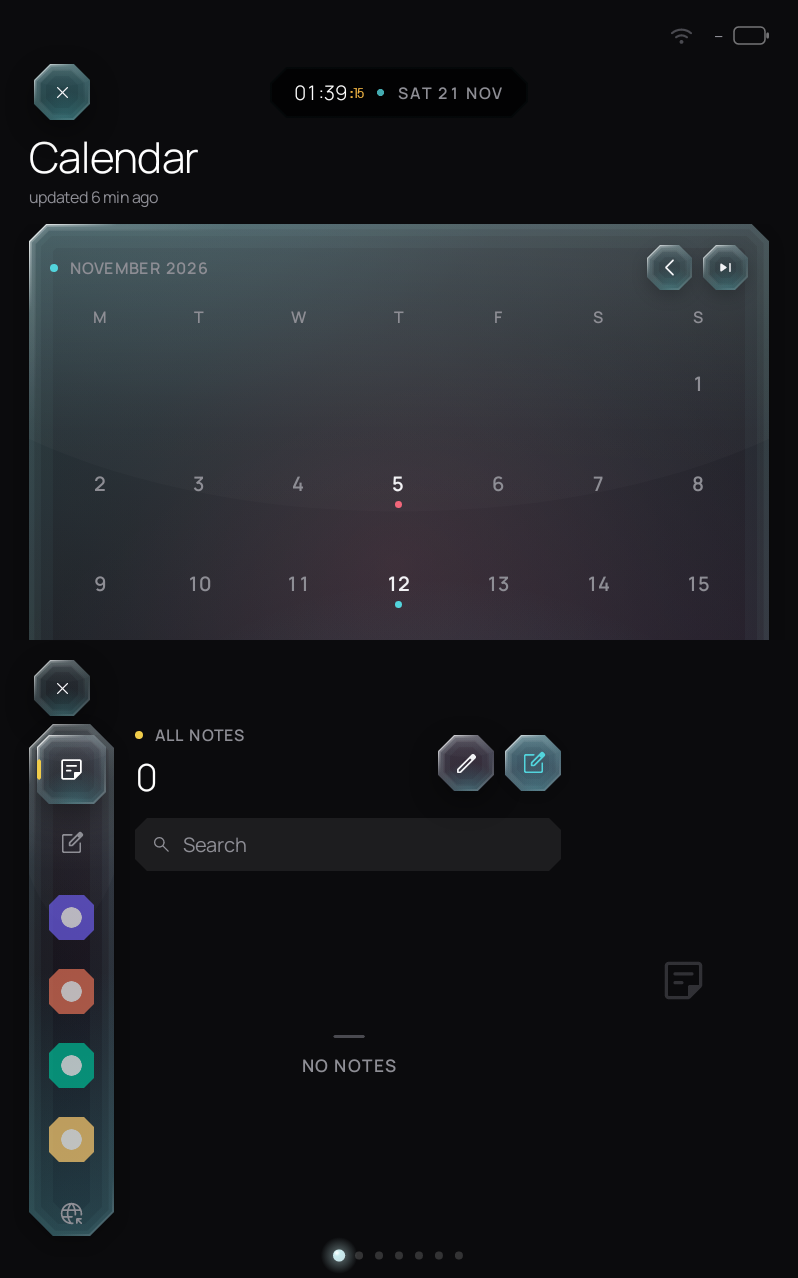 –
01:39:15 • SAT 21 NOV
Calendar
updated 6 min ago
NOVEMBER 2026
M T W T F S S
1
2 3 4 5 6 7 8
9 10 11 12 13 14 15
ALL NOTES
0
Search
NO NOTES